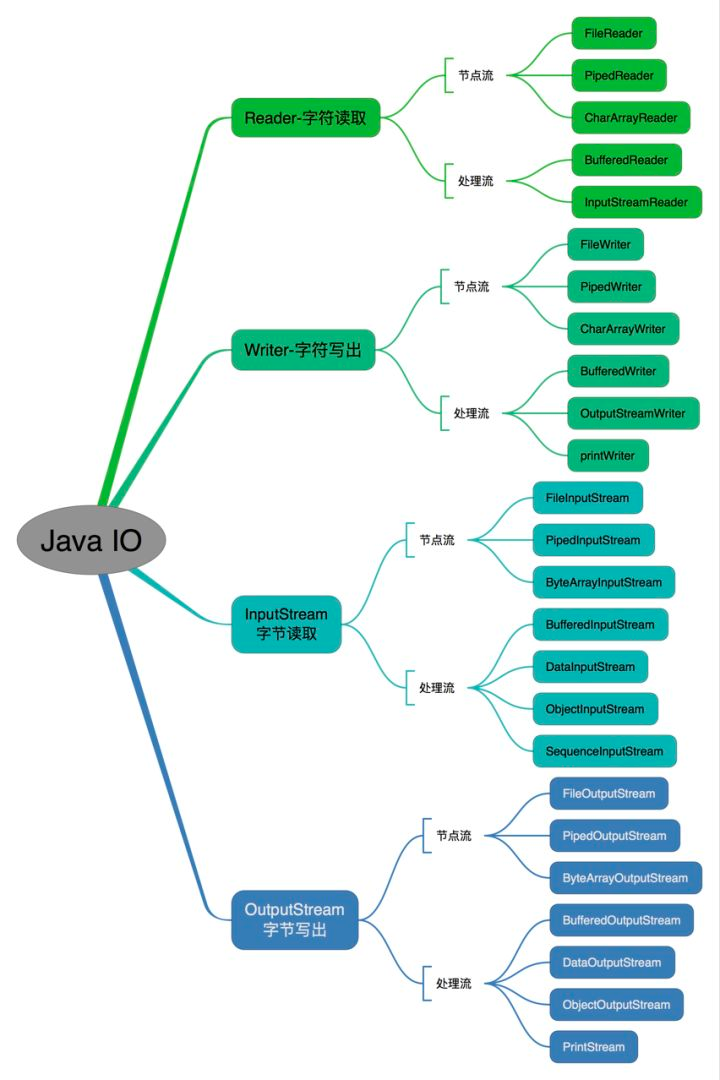 Java IO
Reader-字符读取
节点流
FileReader
PipedReader
CharArrayReader
处理流
BufferedReader
InputStreamReader
Writer-字符写出
节点流
FileWriter
PipedWriter
CharArrayWriter
处理流
BufferedWriter
OutputStreamWriter
printWriter
InputStream
字节读取
节点流
FileInputStream
PipedInputStream
ByteArrayInputStream
处理流
BufferedInputStream
DataInputStream
ObjectInputStream
SequenceInputStream
OutputStream
字节写出
节点流
FileOutputStream
PipedOutputStream
ByteArrayOutputStream
处理流
BufferedOutputStream
DataOutputStream
ObjectOutputStream
PrintStream